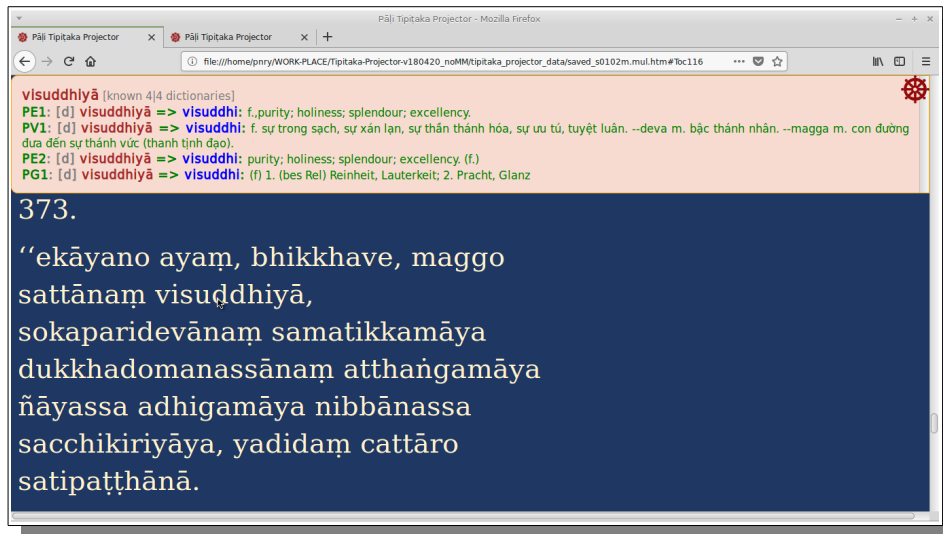 Pāḷi Tipiṭaka Projector - Mozilla Firefox
Pāḷi Tipiṭaka Projector
Pāḷi Tipiṭaka Projector
file:///home/pnry/WORK-PLACE/Tipitaka-Projector-v180420_noMM/tipitaka_projector_data/saved_s0102m.mul.htm#Toc116
visuddhiyā [known 4|4 dictionaries]
PE1: [d] visuddhiyā => visuddhi: f.,purity; holiness; splendour; excellency.
PV1: [d] visuddhiyā => visuddhi: f. sự trong sạch, sự xán lạn, sự thần thánh hóa, sự ưu tú, tuyệt luân. --deva m. bậc thánh nhân. --magga m. con đường
đưa đến sự thánh vức (thanh tịnh đạo).
PE2: [d] visuddhiyā => visuddhi: purity; holiness; splendour; excellency. (f.)
PG1: [d] visuddhiyā => visuddhi: (f) 1. (bes Rel) Reinheit, Lauterkeit; 2. Pracht, Glanz
373.
‘‘ekāyano ayaṃ, bhikkhave, maggo
sattānaṃ visuddhiyā,
sokaparidevānaṃ samatikkamāya
dukkhadomanassānaṃ atthaṅgamāya
ñāyassa adhigamāya nibbānassa
sacchikiriyāya, yadidaṃ cattāro
satipaṭṭhānā.